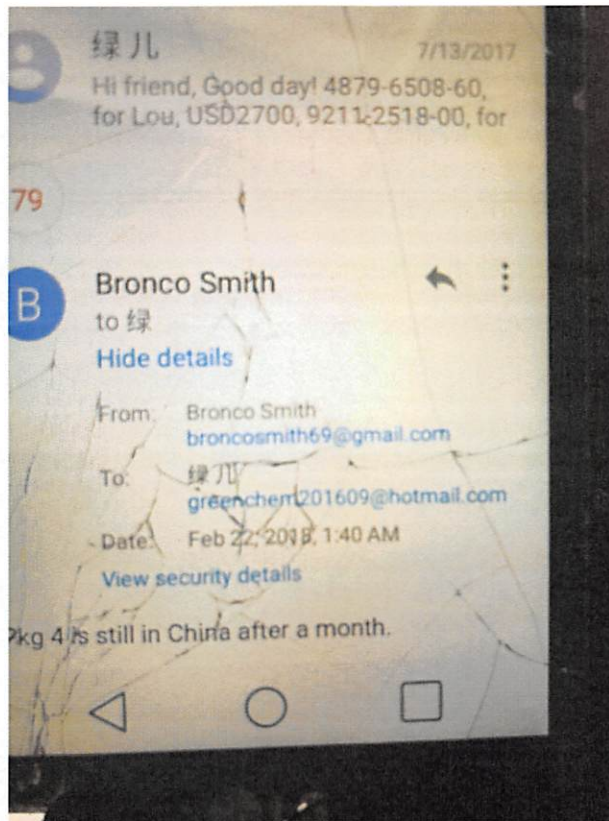 绿 儿
7/13/2017
Hi friend, Good day! 4879-6508-60,
for Lou, USD2700, 9211-2518-00, for
79
B
Bronco Smith
to 绿
Hide details
From: Bronco Smith
broncosmith69@gmail.com
To: 绿 儿
greenchem201609@hotmail.com
Date: Feb 22, 2018, 1:40 AM
View security details
Pkg 4 is still in China after a month.